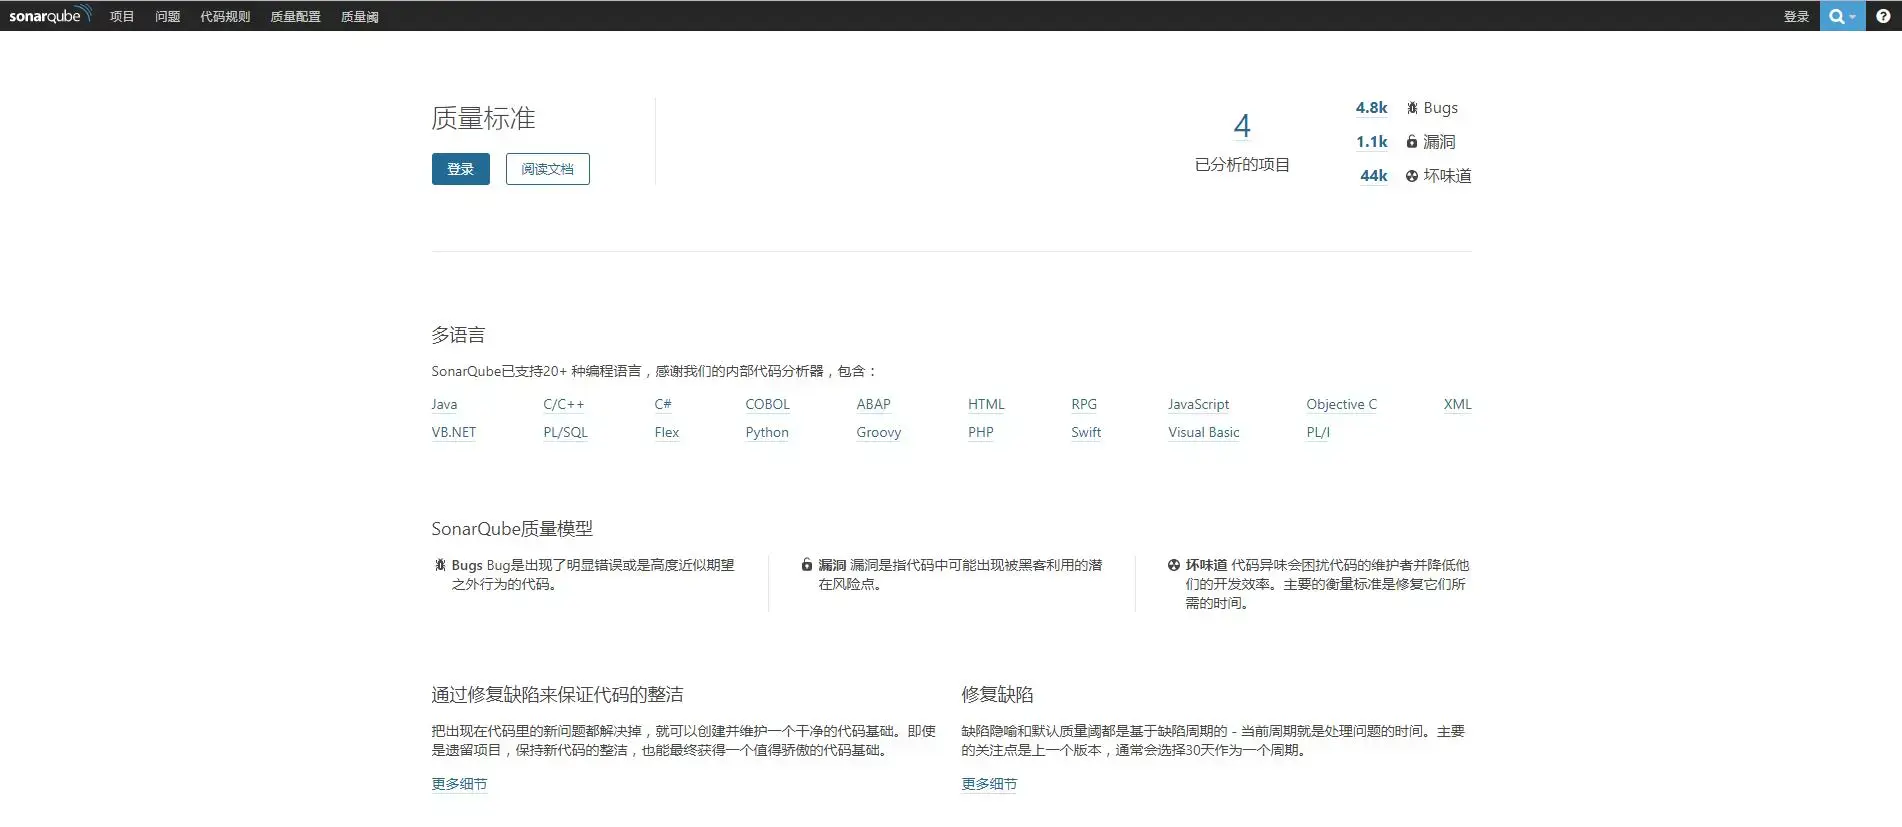 sonarqube 项目 问题 代码规则 质量配置 质量阈 登录
质量标准
登录 阅读文档
4
已分析的项目
4.8k Bugs
1.1k 漏洞
44k 坏味道
多语言
SonarQube已支持20+ 种编程语言，感谢我们的内部代码分析器，包含：
Java C/C++ C# COBOL ABAP HTML RPG JavaScript Objective C XML
VB.NET PL/SQL Flex Python Groovy PHP Swift Visual Basic PL/I
SonarQube质量模型
Bugs Bug是出现了明显错误或是高度近似期望
之外行为的代码。
漏洞 漏洞是指代码中可能出现被黑客利用的潜
在风险点。
坏味道 代码异味会困扰代码的维护者并降低他
们的开发效率。主要的衡量标准是修复它们所
需的时间。
通过修复缺陷来保证代码的整洁
把出现在代码里的新问题都解决掉，就可以创建并维护一个干净的代码基础。即使
是遗留项目，保持新代码的整洁，也能最终获得一个值得骄傲的代码基础。
更多细节
修复缺陷
缺陷隐喻和默认质量阈都是基于缺陷周期的 - 当前周期就是处理问题的时间。主要
的关注点是上一个版本，通常会选择30天作为一个周期。
更多细节